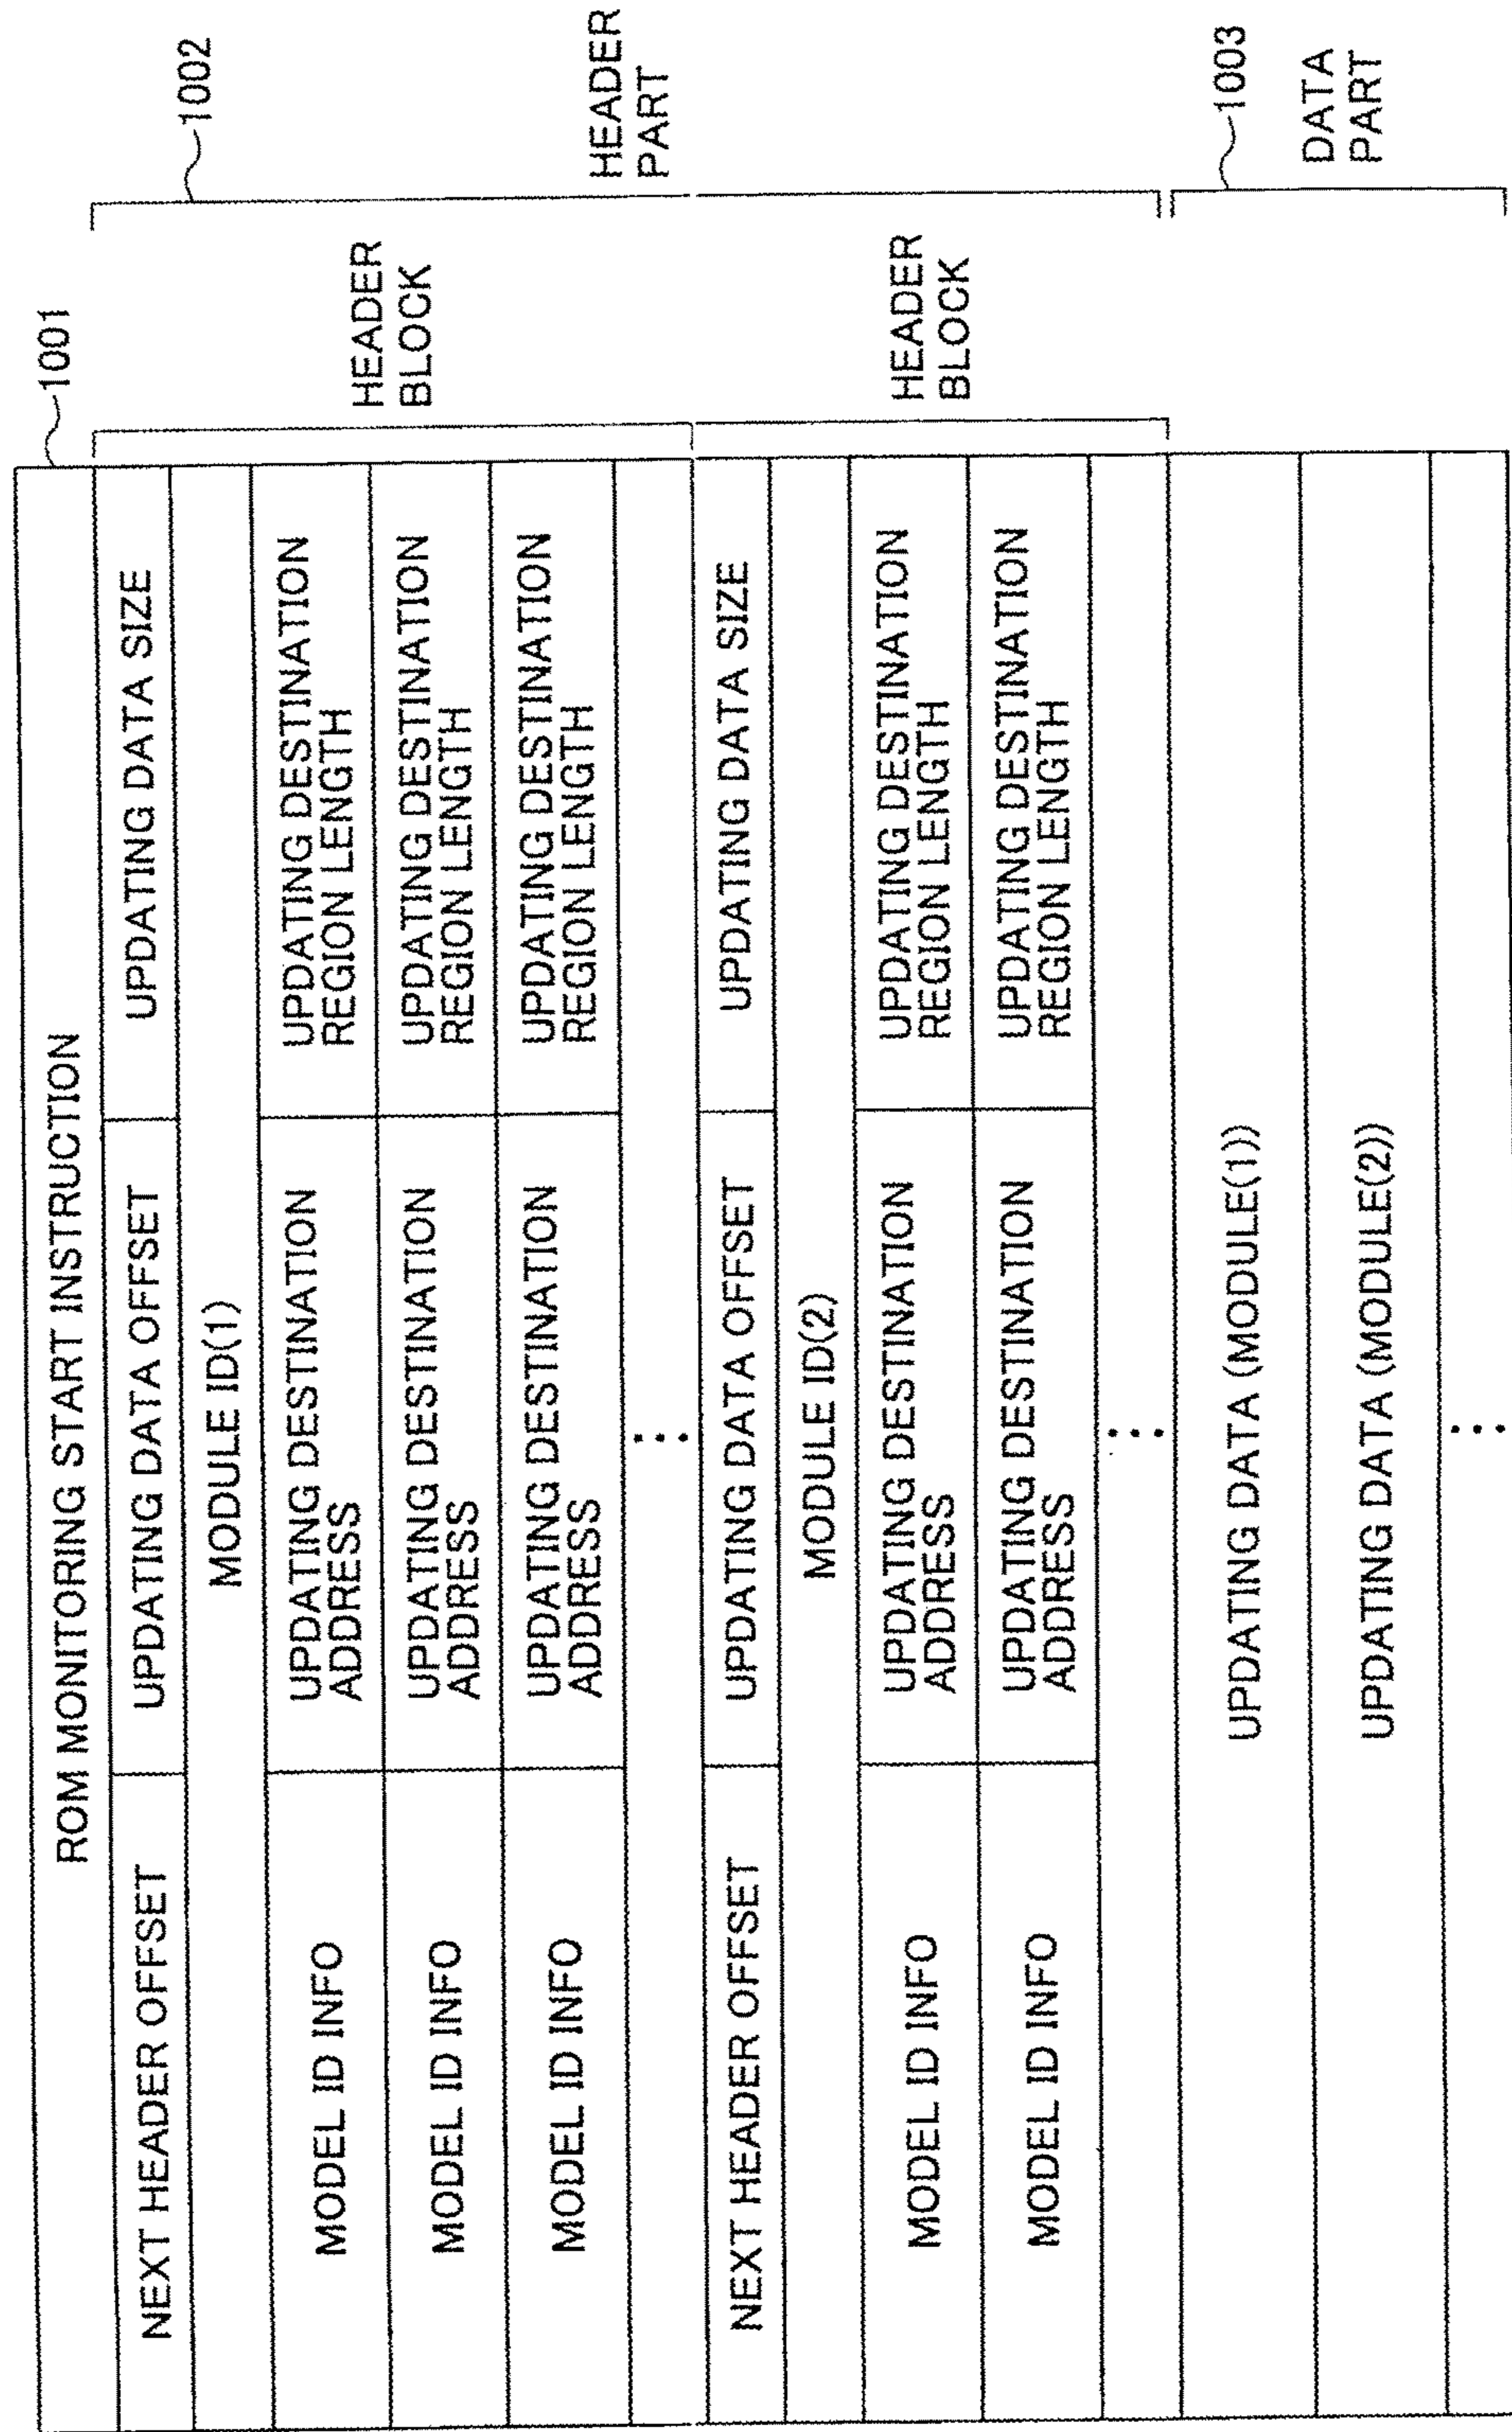 1001
ROM MONITORING START INSTRUCTION
1002
NEXT HEADER OFFSET
UPDATING DATA OFFSET
UPDATING DATA SIZE
MODULE ID(1)
MODEL ID INFO
UPDATING DESTINATION
ADDRESS
UPDATING DESTINATION
REGION LENGTH
MODEL ID INFO
UPDATING DESTINATION
ADDRESS
UPDATING DESTINATION
REGION LENGTH
MODEL ID INFO
UPDATING DESTINATION
ADDRESS
UPDATING DESTINATION
REGION LENGTH
...
HEADER
BLOCK
HEADER
PART
NEXT HEADER OFFSET
UPDATING DATA OFFSET
UPDATING DATA SIZE
MODULE ID(2)
MODEL ID INFO
UPDATING DESTINATION
ADDRESS
UPDATING DESTINATION
REGION LENGTH
MODEL ID INFO
UPDATING DESTINATION
ADDRESS
UPDATING DESTINATION
REGION LENGTH
...
HEADER
BLOCK
1003
UPDATING DATA (MODULE(1))
UPDATING DATA (MODULE(2))
...
DATA
PART